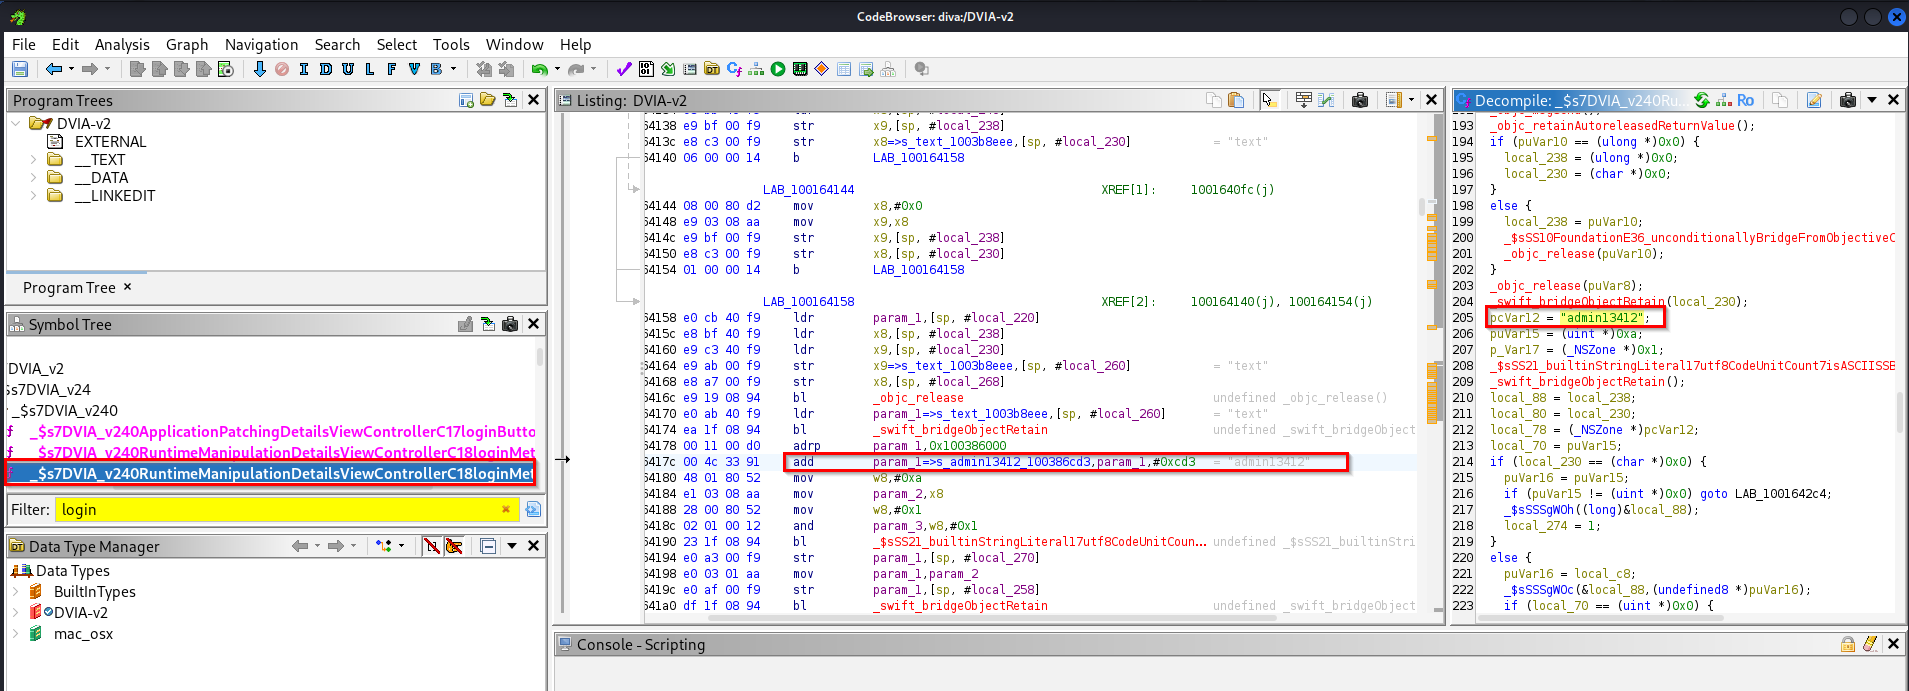 CodeBrowser: diva:/DVIA-v2
File Edit Analysis Graph Navigation Search Select Tools Window Help
I D U L F V B
Program Trees
DVIA-v2
EXTERNAL
__TEXT
__DATA
__LINKEDIT
Program Tree ×
Symbol Tree
DVIA_v2
$s7DVIA_v24
_$s7DVIA_v240
f _$s7DVIA_v240ApplicationPatchingDetailsViewControllerC17loginButto
f _$s7DVIA_v240RuntimeManipulationDetailsViewControllerC18loginMet
_$s7DVIA_v240RuntimeManipulationDetailsViewControllerC18loginMet
Filter: login
Data Type Manager
Data Types
BuiltInTypes
DVIA-v2
mac_osx
Listing: DVIA-v2
64138 e9 bf 00 f9 str x9,[sp, #local_238]
6413c e8 c3 00 f9 str x8=>s_text_1003b8eee,[sp, #local_230] = "text"
64140 06 00 00 14 b LAB_100164158
LAB_100164144 XREF[1]: 1001640fc(j)
64144 08 00 80 d2 mov x8,#0x0
64148 e9 03 08 aa mov x9,x8
6414c e9 bf 00 f9 str x9,[sp, #local_238]
64150 e8 c3 00 f9 str x8,[sp, #local_230]
64154 01 00 00 14 b LAB_100164158
LAB_100164158 XREF[2]: 100164140(j), 100164154(j)
64158 e0 cb 40 f9 ldr param_1,[sp, #local_220]
6415c e8 bf 40 f9 ldr x8,[sp, #local_238]
64160 e9 c3 40 f9 ldr x9,[sp, #local_230]
64164 e9 ab 00 f9 str x9=>s_text_1003b8eee,[sp, #local_260] = "text"
64168 e8 a7 00 f9 str x8,[sp, #local_268]
6416c e9 19 08 94 bl _objc_release undefined _objc_release()
64170 e0 ab 40 f9 ldr param_1=>s_text_1003b8eee,[sp, #local_260] = "text"
64174 ea 1f 08 94 bl _swift_bridgeObjectRetain undefined _swift_bridgeObject
64178 00 11 00 d0 adrp param_1,0x100386000
6417c 00 4c 33 91 add param_1=>s_admin13412_100386cd3,param_1,#0xcd3 = "admin13412"
64180 48 01 80 52 mov w8,#0xa
64184 e1 03 08 aa mov param_2,x8
64188 28 00 80 52 mov w8,#0x1
6418c 02 01 00 12 and param_3,w8,#0x1
64190 23 1f 08 94 bl _$sSS21_builtinStringLiteral17utf8CodeUnitCoun... undefined _$sSS21_builtinStri
64194 e0 a3 00 f9 str param_1,[sp, #local_270]
64198 e0 03 01 aa mov param_1,param_2
6419c e0 af 00 f9 str param_1,[sp, #local_258]
641a0 df 1f 08 94 bl _swift_bridgeObjectRetain undefined _swift_bridgeObject
Decompile: _$s7DVIA_v240Ru...
193 _objc_retainAutoreleasedReturnValue();
194 if (puVar10 == (ulong *)0x0) {
195 local_238 = (ulong *)0x0;
196 local_230 = (char *)0x0;
197 }
198 else {
199 local_238 = puVar10;
200 _$sSS10FoundationE36_unconditionallyBridgeFromObjectiveC
201 _objc_release(puVar10);
202 }
203 _objc_release(puVar8);
204 _swift_bridgeObjectRetain(local_230);
205 pcVar12 = "admin13412";
206 puVar15 = (uint *)0xa;
207 p_Var17 = (_NSZone *)0x1;
208 _$sSS21_builtinStringLiteral17utf8CodeUnitCount7isASCIISSB
209 _swift_bridgeObjectRetain();
210 local_88 = local_238;
211 local_80 = local_230;
212 local_78 = (_NSZone *)pcVar12;
213 local_70 = puVar15;
214 if (local_230 == (char *)0x0) {
215 puVar16 = puVar15;
216 if (puVar15 != (uint *)0x0) goto LAB_1001642c4;
217 _$sSSSgWOh((long)&local_88);
218 local_274 = 1;
219 }
220 else {
221 puVar16 = local_c8;
222 _$sSSSgWOc(&local_88,(undefined8 *)puVar16);
223 if (local_70 == (uint *)0x0) {
Console - Scripting